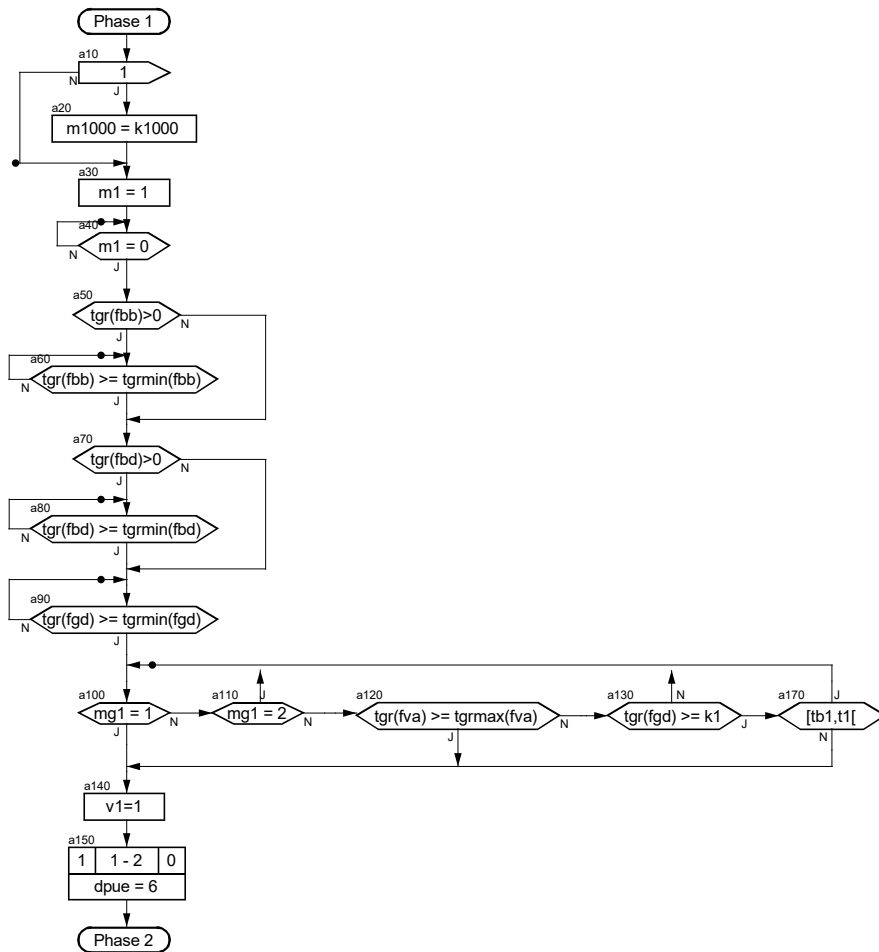 Phase 1
a10
1
N
J
a20
m1000 = k1000
a30
m1 = 1
a40
m1 = 0
N
J
a50
tgr(fbb)>0
N
J
a60
tgr(fbb) >= tgrmin(fbb)
N
J
a70
tgr(fbd)>0
N
J
a80
tgr(fbd) >= tgrmin(fbd)
N
J
a90
tgr(fgd) >= tgrmin(fgd)
N
J
a100
mg1 = 1
N
J
a110
mg1 = 2
J
N
a120
tgr(fva) >= tgrmax(fva)
N
J
a130
tgr(fgd) >= k1
N
J
a170
[tb1,t1[
J
N
a140
v1=1
a150
1 1 - 2 0
dpue = 6
Phase 2